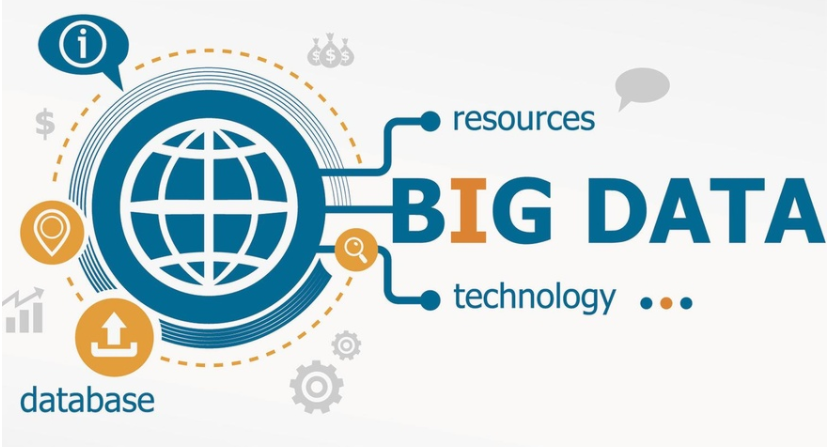 resources
BIG DATA
technology
database